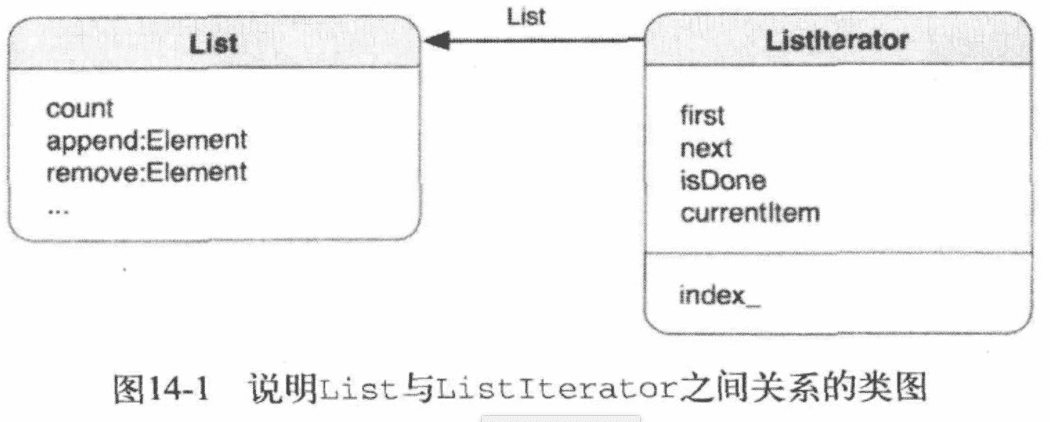 List
List
count
append:Element
remove:Element
...
ListIterator
first
next
isDone
currentItem
index_
图14-1 说明List与ListIterator之间关系的类图